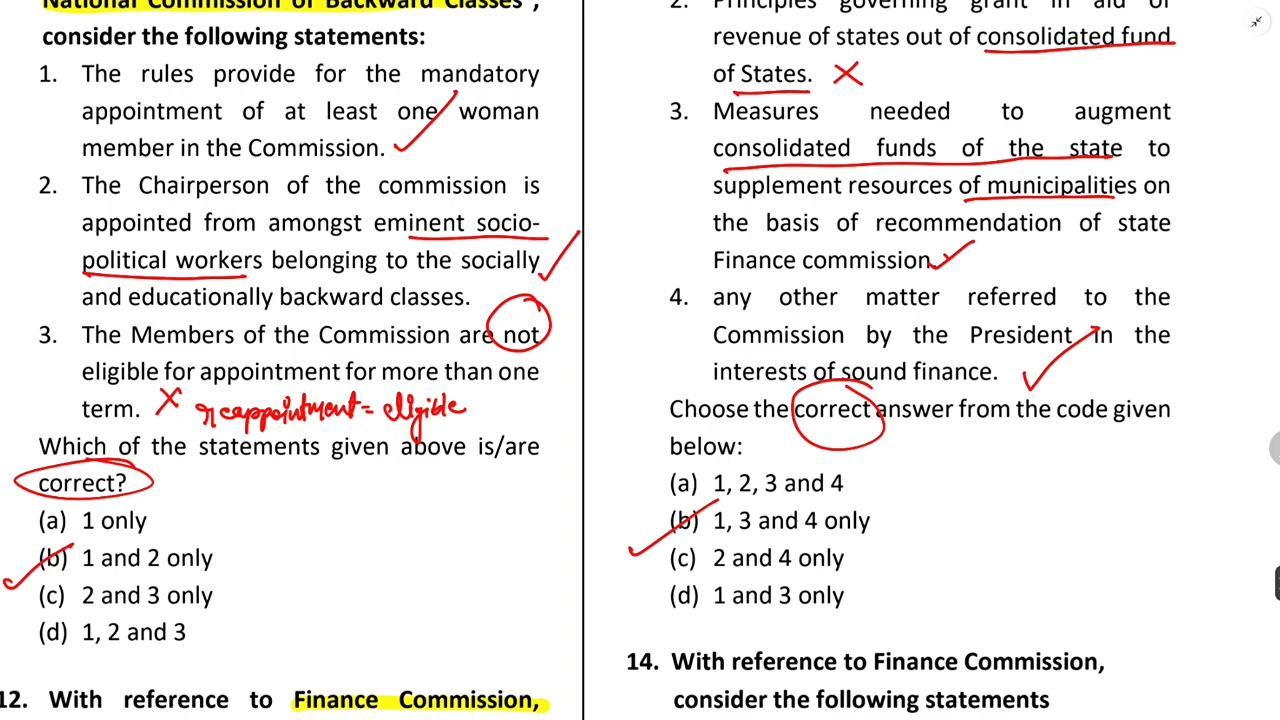 National Commission of Backward Classes',
consider the following statements:
1. The rules provide for the mandatory
appointment of at least one woman
member in the Commission.
2. The Chairperson of the commission is
appointed from amongst eminent socio-
political workers belonging to the socially
and educationally backward classes.
3. The Members of the Commission are not
eligible for appointment for more than one
term. X reappointment = eligible
Which of the statements given above is/are
correct?
(a) 1 only
(b) 1 and 2 only
(c) 2 and 3 only
(d) 1, 2 and 3
12. With reference to Finance Commission,
2. Principles governing grant in aid of
revenue of states out of consolidated fund
of States. X
3. Measures needed to augment
consolidated funds of the state to
supplement resources of municipalities on
the basis of recommendation of state
Finance commission.
4. any other matter referred to the
Commission by the President in the
interests of sound finance.
Choose the correct answer from the code given
below:
(a) 1, 2, 3 and 4
(b) 1, 3 and 4 only
(c) 2 and 4 only
(d) 1 and 3 only
14. With reference to Finance Commission,
consider the following statements